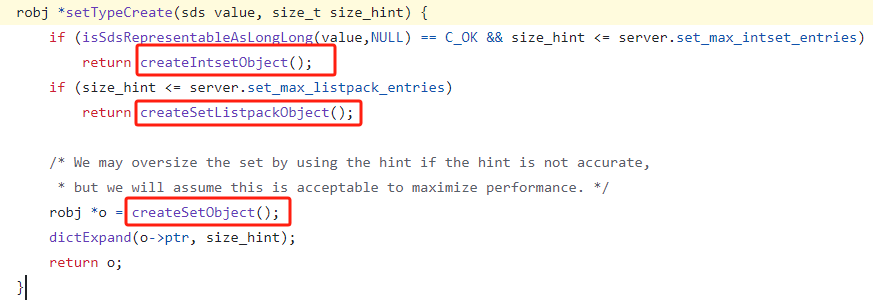 robj *setTypeCreate(sds value, size_t size_hint) {
    if (isSdsRepresentableAsLongLong(value,NULL) == C_OK && size_hint <= server.set_max_intset_entries)
        return createIntsetObject();
    if (size_hint <= server.set_max_listpack_entries)
        return createSetListpackObject();

    /* We may oversize the set by using the hint if the hint is not accurate,
     * but we will assume this is acceptable to maximize performance. */
    robj *o = createSetObject();
    dictExpand(o->ptr, size_hint);
    return o;
}